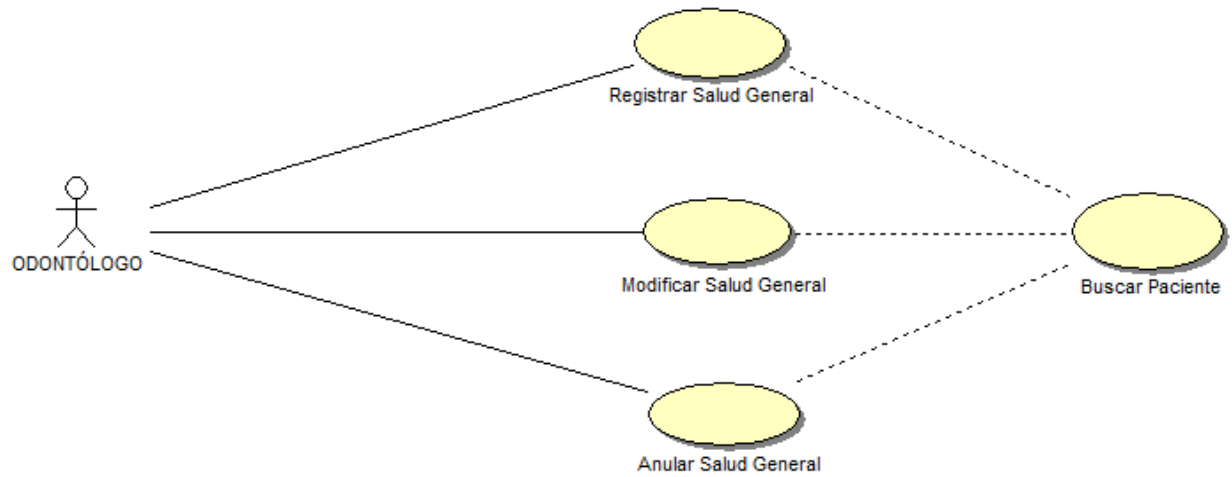 Registrar Salud General
ODONTÓLOGO
Modificar Salud General
Buscar Paciente
Anular Salud General